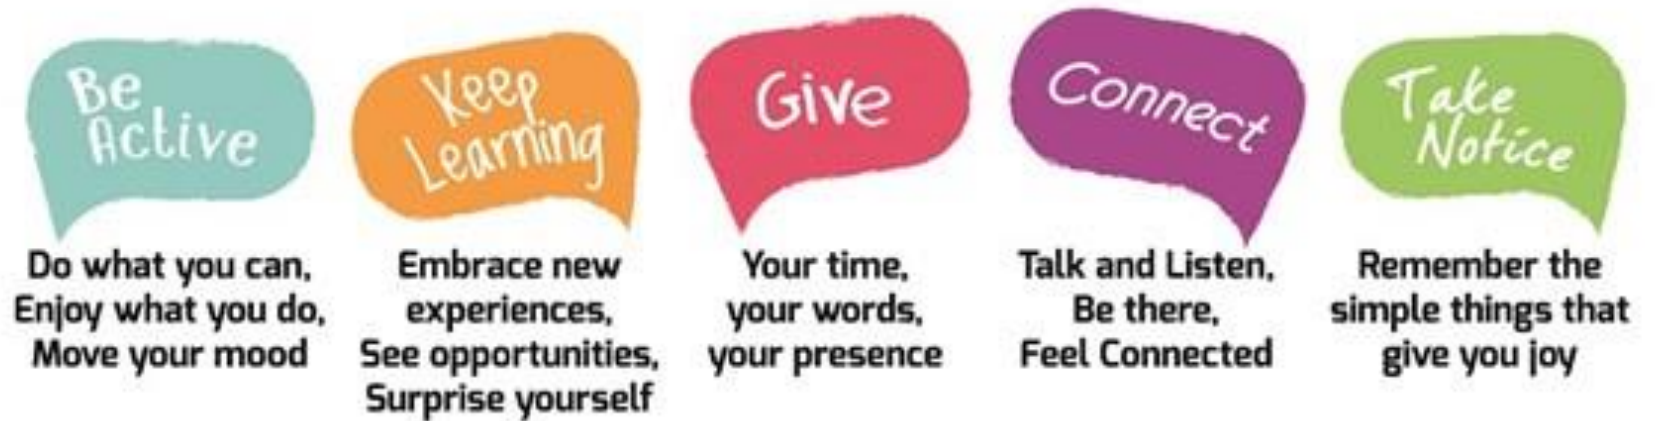 Be
Active
Do what you can,
Enjoy what you do,
Move your mood
Keep
Learning
Embrace new
experiences,
See opportunities,
Surprise yourself
Give
Your time,
your words,
your presence
Connect
Talk and Listen,
Be there,
Feel Connected
Take
Notice
Remember the
simple things that
give you joy